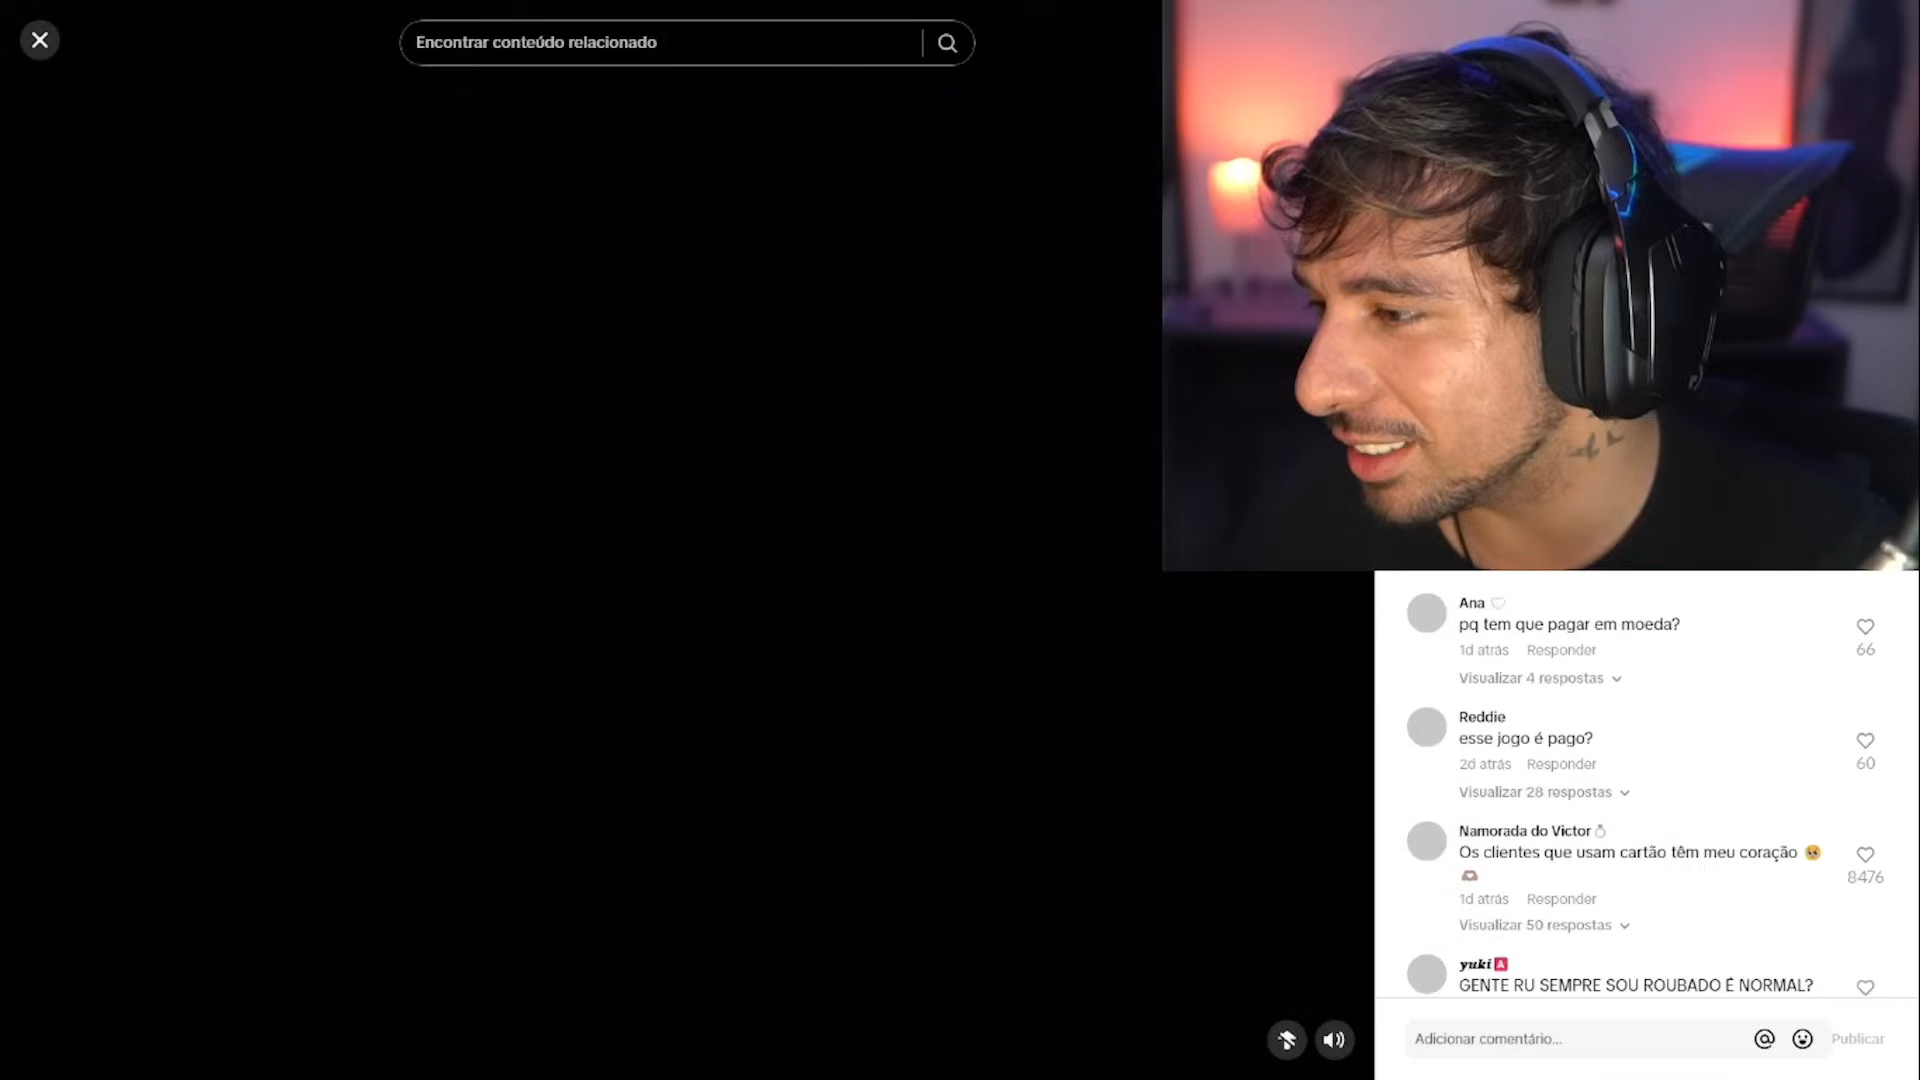 Encontrar conteúdo relacionado
Ana 🤍
pq tem que pagar em moeda?
66
1d atrás Responder
Visualizar 4 respostas
Reddie
esse jogo é pago?
60
2d atrás Responder
Visualizar 28 respostas
Namorada do Victor💍
Os clientes que usam cartão têm meu coração 🥹
🫶🏽
8476
1d atrás Responder
Visualizar 50 respostas
yuki🅰
GENTE RU SEMPRE SOU ROUBADO É NORMAL?
Adicionar comentário... Publicar